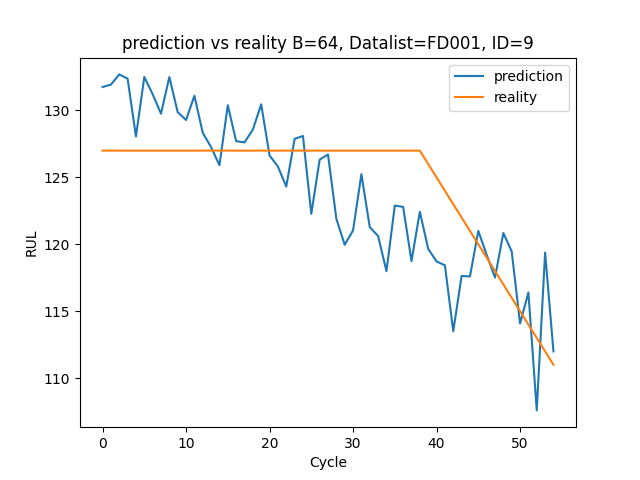 prediction vs reality B=64, Datalist=FD001, ID=9
prediction
reality
RUL
130
125
120
115
110
0 10 20 30 40 50
Cycle